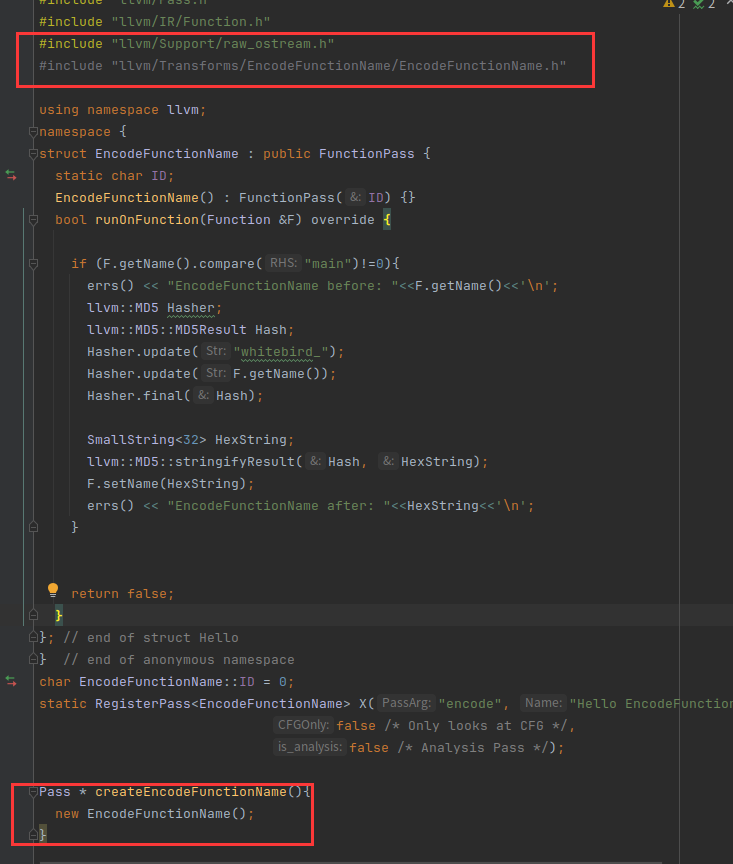 #include "llvm/Pass.h"
2 2
#include "llvm/IR/Function.h"
#include "llvm/Support/raw_ostream.h"
#include "llvm/Transforms/EncodeFunctionName/EncodeFunctionName.h"
using namespace llvm;
namespace {
struct EncodeFunctionName : public FunctionPass {
static char ID;
EncodeFunctionName() : FunctionPass( &: ID) {}
bool runOnFunction(Function &F) override {
if (F.getName().compare( RHS: "main")!=0){
errs() << "EncodeFunctionName before: "<<F.getName()<<'\n';
llvm::MD5 Hasher;
llvm::MD5::MD5Result Hash;
Hasher.update( Str: "whitebird_");
Hasher.update( Str: F.getName());
Hasher.final( &: Hash);
SmallString<32> HexString;
llvm::MD5::stringifyResult( &: Hash, &: HexString);
F.setName(HexString);
errs() << "EncodeFunctionName after: "<<HexString<<'\n';
}
return false;
}
}; // end of struct Hello
} // end of anonymous namespace
char EncodeFunctionName::ID = 0;
static RegisterPass<EncodeFunctionName> X( PassArg: "encode", Name: "Hello EncodeFunction
CFGOnly: false /* Only looks at CFG */,
is_analysis: false /* Analysis Pass */);
Pass * createEncodeFunctionName(){
new EncodeFunctionName();
}